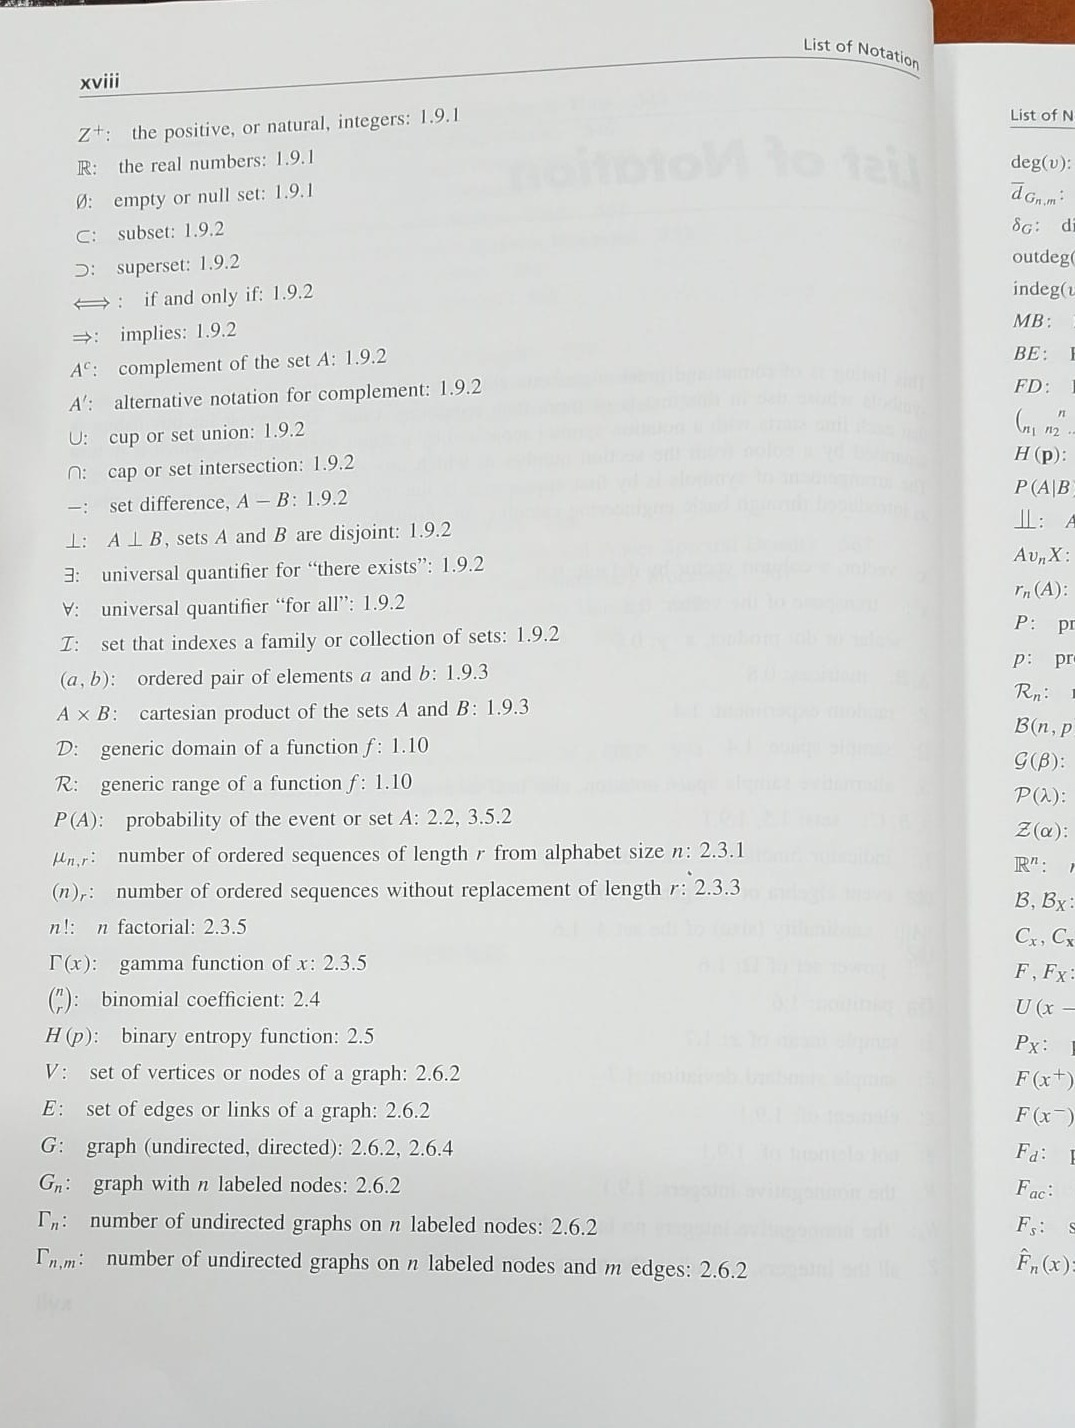 xviii
List of Notation
Z⁺: the positive, or natural, integers: 1.9.1
ℝ: the real numbers: 1.9.1
Ø: empty or null set: 1.9.1
⊂: subset: 1.9.2
⊃: superset: 1.9.2
⟺: if and only if: 1.9.2
⇒: implies: 1.9.2
Aᶜ: complement of the set A: 1.9.2
A′: alternative notation for complement: 1.9.2
∪: cup or set union: 1.9.2
∩: cap or set intersection: 1.9.2
−: set difference, A − B: 1.9.2
⊥: A ⊥ B, sets A and B are disjoint: 1.9.2
∃: universal quantifier for “there exists”: 1.9.2
∀: universal quantifier “for all”: 1.9.2
ℐ: set that indexes a family or collection of sets: 1.9.2
(a, b): ordered pair of elements a and b: 1.9.3
A × B: cartesian product of the sets A and B: 1.9.3
𝒟: generic domain of a function f: 1.10
ℛ: generic range of a function f: 1.10
P(A): probability of the event or set A: 2.2, 3.5.2
μₙ,ᵣ: number of ordered sequences of length r from alphabet size n: 2.3.1
(n)ᵣ: number of ordered sequences without replacement of length r: 2.3.3
n!: n factorial: 2.3.5
Γ(x): gamma function of x: 2.3.5
(n r): binomial coefficient: 2.4
H(p): binary entropy function: 2.5
V: set of vertices or nodes of a graph: 2.6.2
E: set of edges or links of a graph: 2.6.2
G: graph (undirected, directed): 2.6.2, 2.6.4
Gₙ: graph with n labeled nodes: 2.6.2
Γₙ: number of undirected graphs on n labeled nodes: 2.6.2
Γₙ,ₘ: number of undirected graphs on n labeled nodes and m edges: 2.6.2
List of N
deg(v):
d̅_Gₙ,ₘ:
δ_G: di
outdeg(
indeg(
MB:
BE:
FD:
(n n₁ n₂ ..
H(𝐩):
P(A|B
⫫: A
AvₙX:
rₙ(A):
P: pr
p: pr
ℛₙ:
ℬ(n, p
𝒢(β):
𝒫(λ):
𝒵(α):
ℝⁿ:
ℬ, ℬ_X:
Cₓ, C𝐱
F, F_X:
U(x −
P_X:
F(x⁺)
F(x⁻)
F_d:
F_ac:
Fₛ: s
F̂ₙ(x):